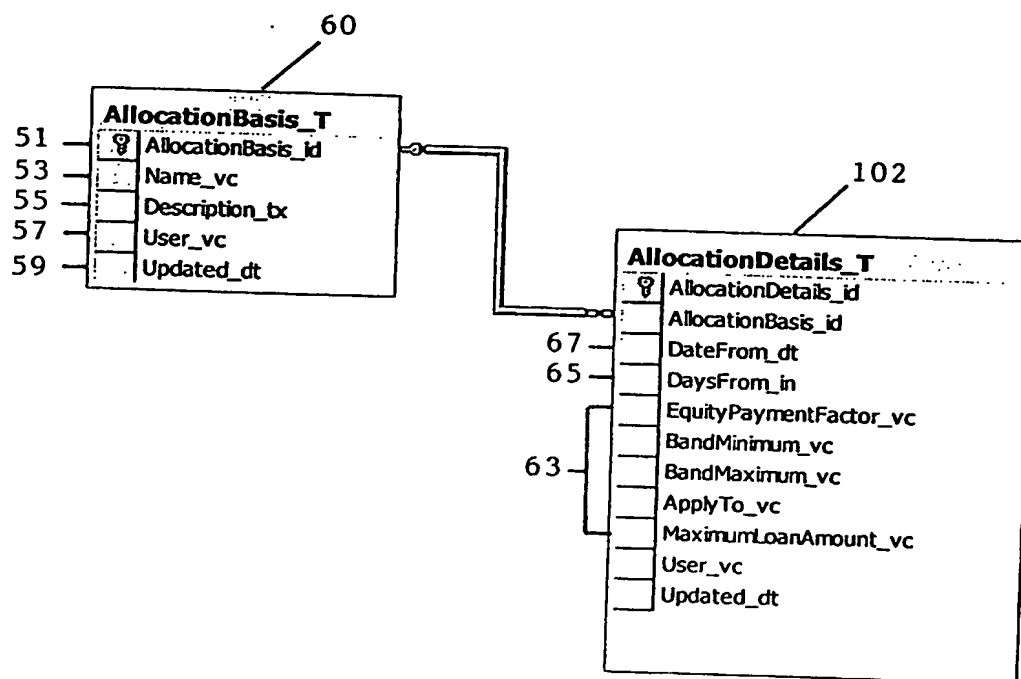 60
AllocationBasis_T
51
AllocationBasis_id
53
Name_vc
55
Description_tx
57
User_vc
59
Updated_dt
102
AllocationDetails_T
AllocationDetails_id
AllocationBasis_id
67
DateFrom_dt
65
DaysFrom_in
EquityPaymentFactor_vc
BandMinimum_vc
63
BandMaximum_vc
ApplyTo_vc
MaximumLoanAmount_vc
User_vc
Updated_dt